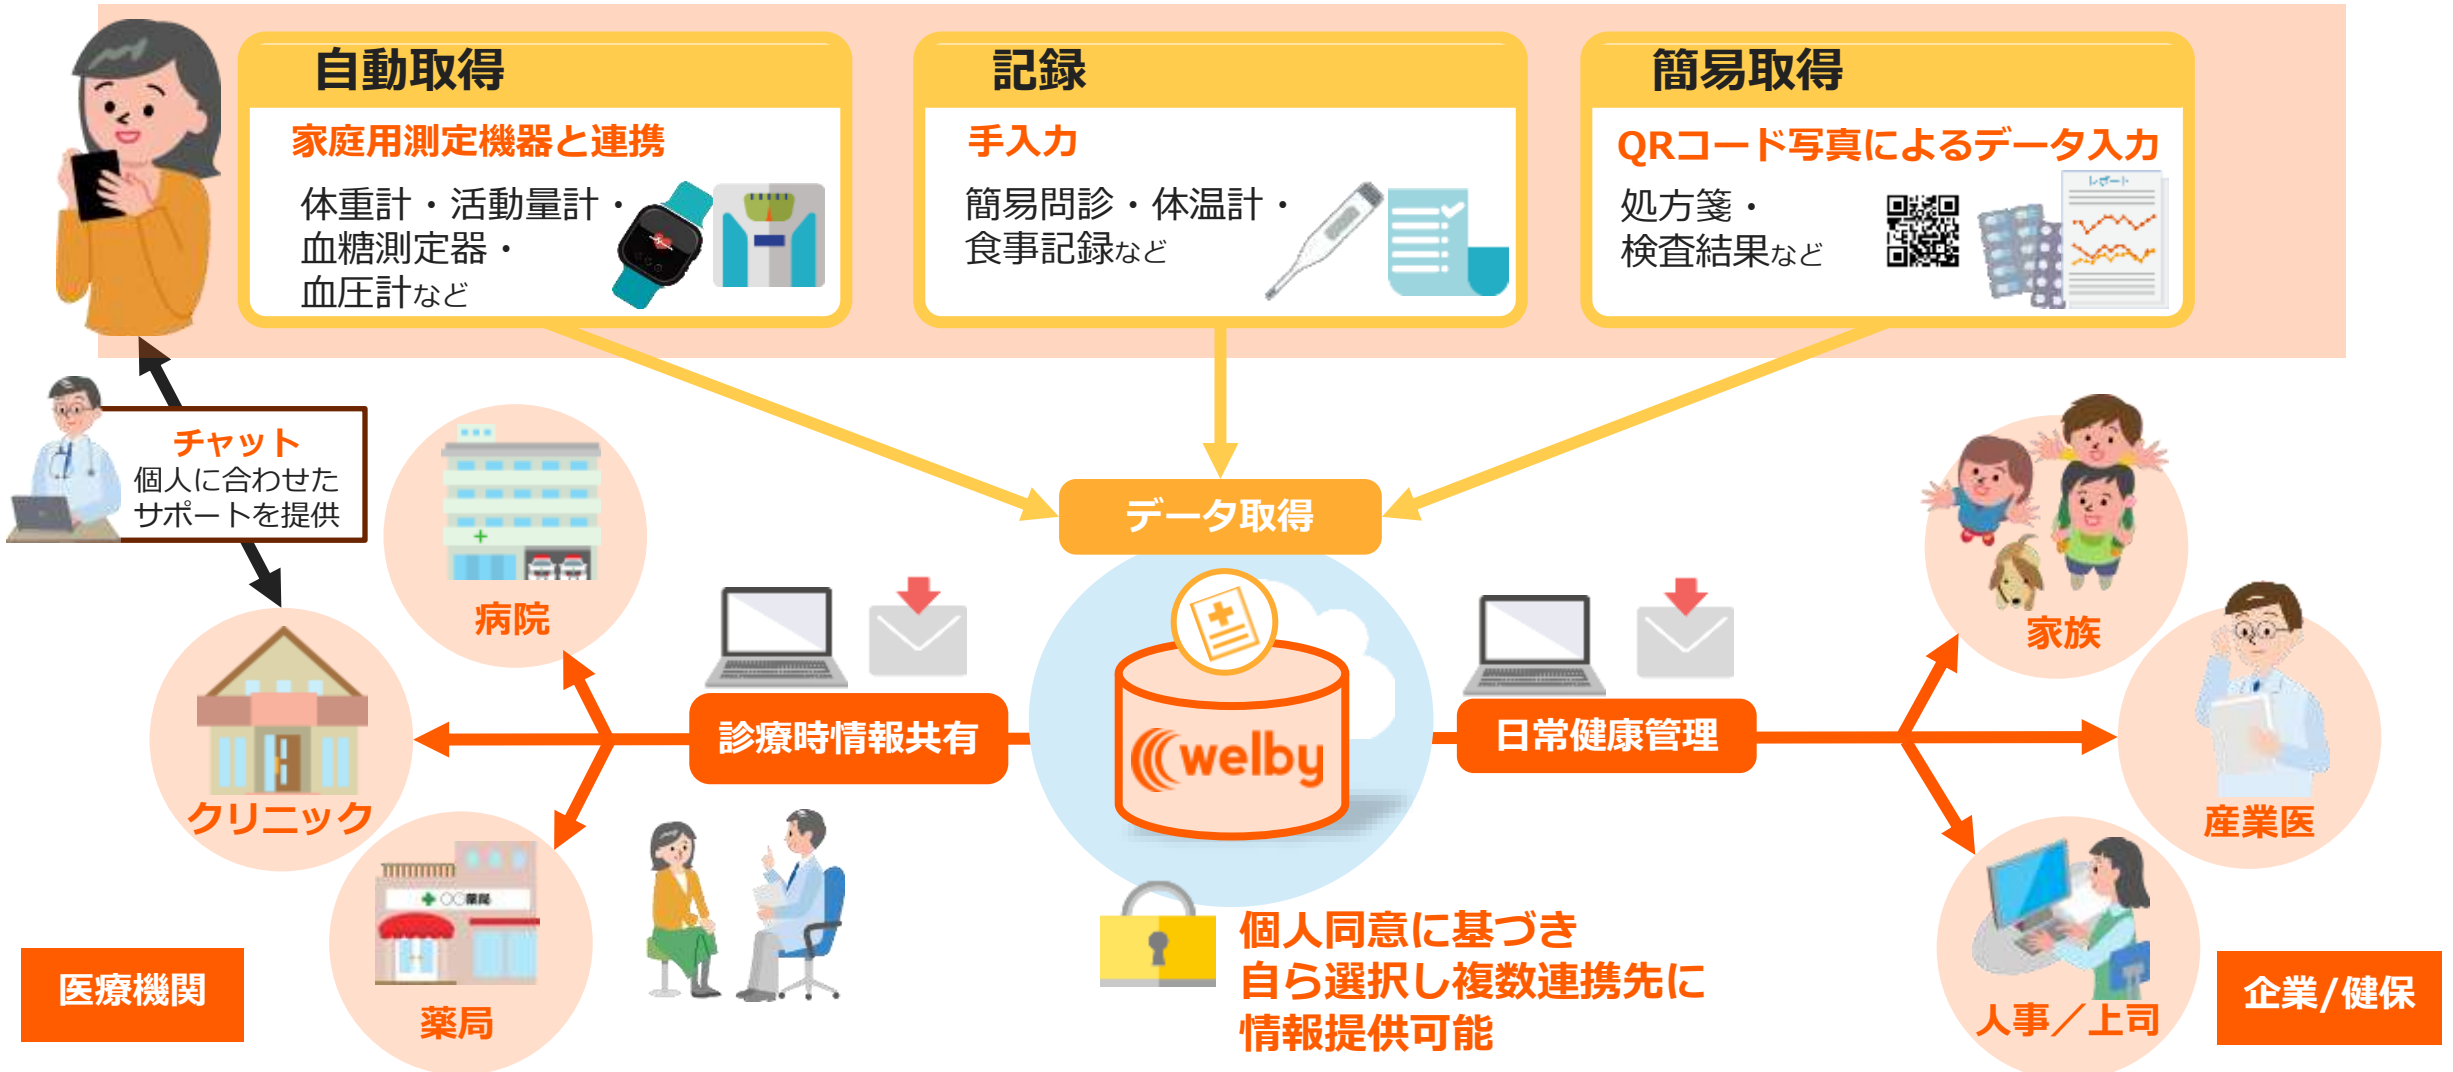 自動取得
家庭用測定機器と連携
体重計・活動量計・
血糖測定器・
血圧計など
記録
手入力
簡易問診・体温計・
食事記録など
簡易取得
QRコード写真によるデータ入力
処方箋・
検査結果など
レポート
チャット
個人に合わせた
サポートを提供
データ取得
病院
クリニック
〇〇薬局
薬局
医療機関
診療時情報共有
welby
日常健康管理
家族
産業医
人事／上司
企業/健保
個人同意に基づき
自ら選択し複数連携先に
情報提供可能